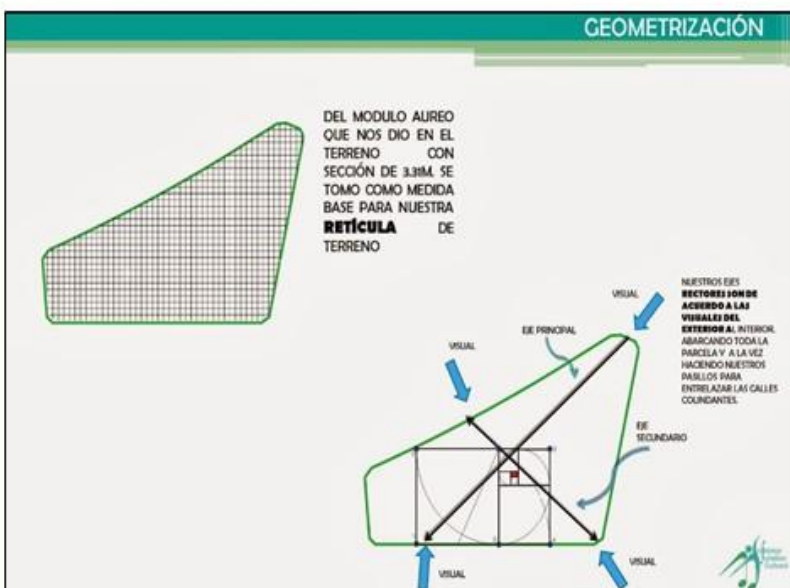 GEOMETRIZACIÓN
DEL MODULO AUREO
QUE NOS DIO EN EL
TERRENO CON
SECCIÓN DE 3.31M. SE
TOMO COMO MEDIDA
BASE PARA NUESTRA
RETÍCULA DE
TERRENO
NUESTROS EJES
RECTORES SON DE
ACUERDO A LAS
VISUALES DEL
EXTERIOR AL INTERIOR.
ABARCANDO TODA LA
PARCELA Y A LA VEZ
HACIENDO NUESTROS
PASILLOS PARA
ENTRELAZAR LAS CALLES
COLINDANTES.
VISUAL
EJE PRINCIPAL
VISUAL
EJE
SECUNDARIO
VISUAL
VISUAL